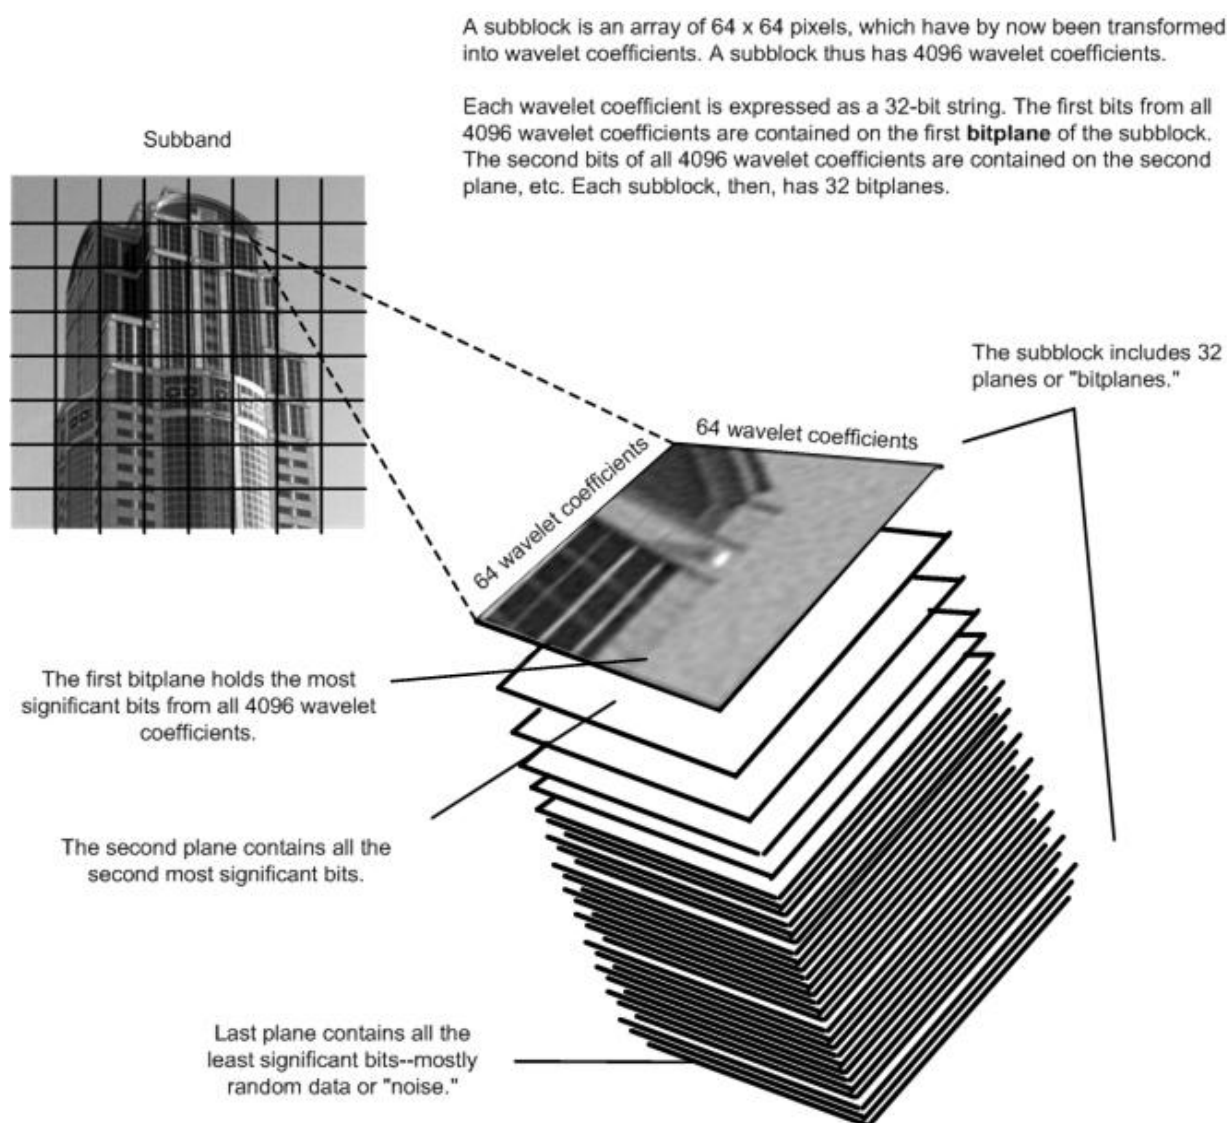 A subblock is an array of 64 x 64 pixels, which have by now been transformed
into wavelet coefficients. A subblock thus has 4096 wavelet coefficients.
Each wavelet coefficient is expressed as a 32-bit string. The first bits from all
4096 wavelet coefficients are contained on the first bitplane of the subblock.
The second bits of all 4096 wavelet coefficients are contained on the second
plane, etc. Each subblock, then, has 32 bitplanes.
Subband
The subblock includes 32
planes or "bitplanes."
64 wavelet coefficients
64 wavelet coefficients
The first bitplane holds the most
significant bits from all 4096 wavelet
coefficients.
The second plane contains all the
second most significant bits.
Last plane contains all the
least significant bits--mostly
random data or "noise."